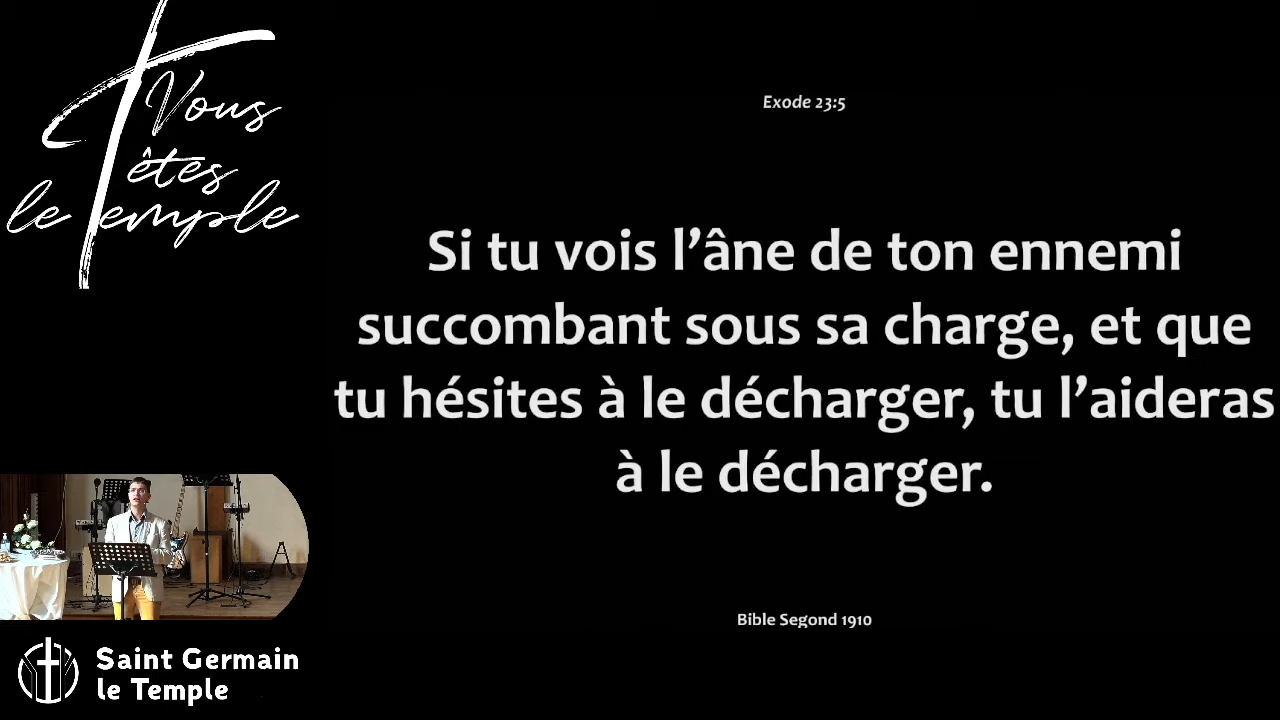 Vous
êtes
le temple
Exode 23:5
Si tu vois l’âne de ton ennemi
succombant sous sa charge, et que
tu hésites à le décharger, tu l’aideras
à le décharger.
Bible Segond 1910
Saint Germain
le Temple